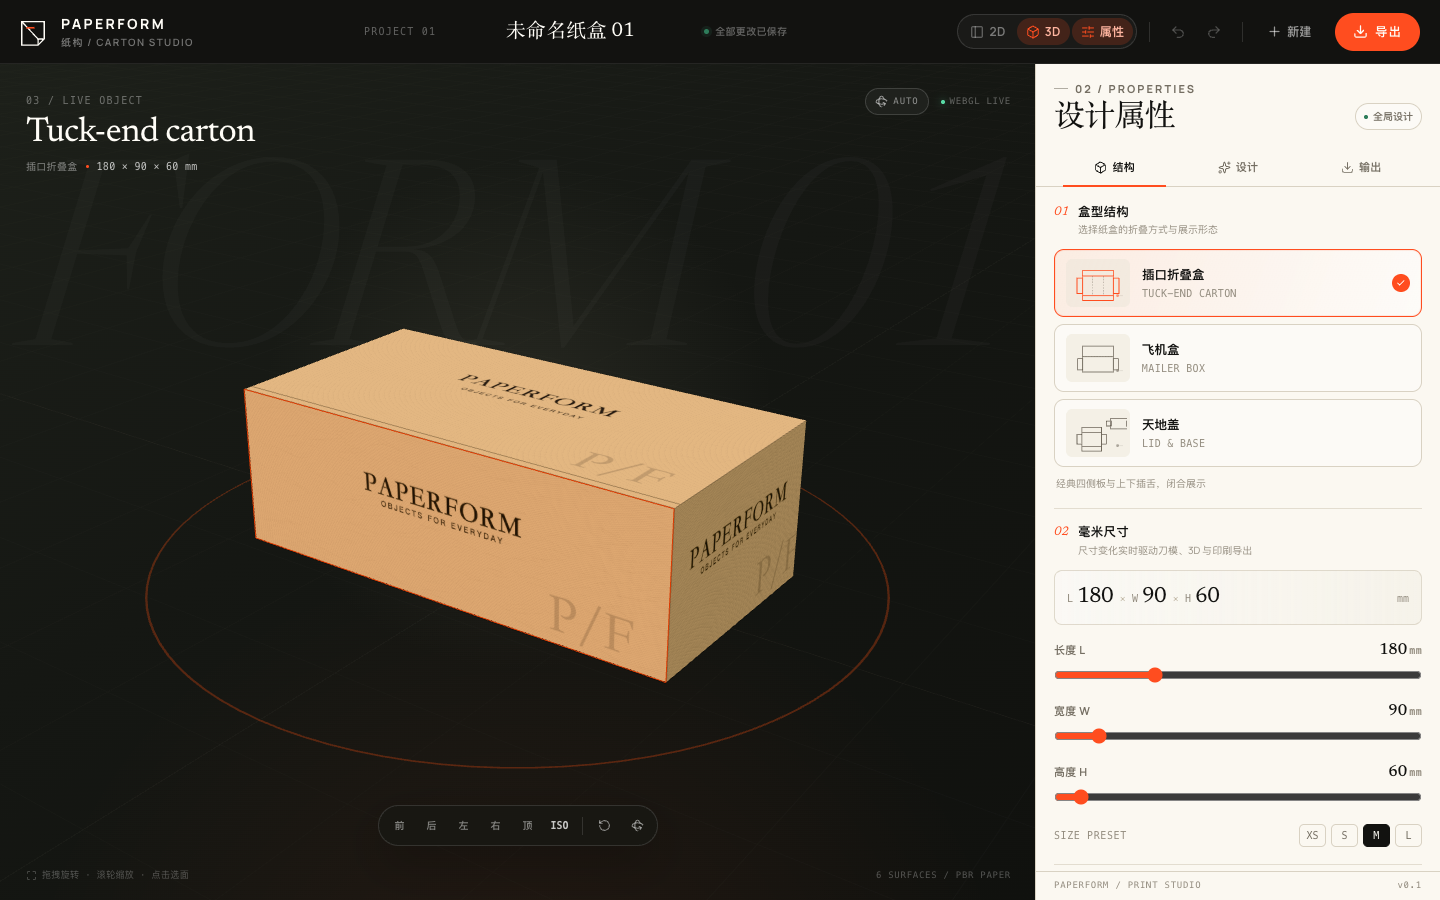 PAPERFORM
纸构 / CARTON STUDIO
PROJECT 01
未命名纸盒 01
全部更改已保存
2D
3D
属性
新建
导出
03 / LIVE OBJECT
Tuck-end carton
插口折叠盒 • 180 × 90 × 60 mm
AUTO
WEBGL LIVE
FORM 01
PAPERFORM
OBJECTS FOR EVERYDAY
P/F
PAPERFORM
OBJECTS FOR EVERYDAY
P/F
PAPERFORM
OBJECTS FOR EVERYDAY
P/F
前 后 左 右 顶 ISO
拖拽旋转 · 滚轮缩放 · 点击选面
6 SURFACES / PBR PAPER
02 / PROPERTIES
设计属性
全局设计
结构
设计
输出
01 盒型结构
选择纸盒的折叠方式与展示形态
插口折叠盒
TUCK-END CARTON
飞机盒
MAILER BOX
天地盖
LID & BASE
经典四侧板与上下插舌，闭合展示
02 毫米尺寸
尺寸变化实时驱动刀模、3D 与印刷导出
L 180 × W 90 × H 60 mm
长度 L 180 mm
宽度 W 90 mm
高度 H 60 mm
SIZE PRESET XS S M L
PAPERFORM / PRINT STUDIO
v0.1